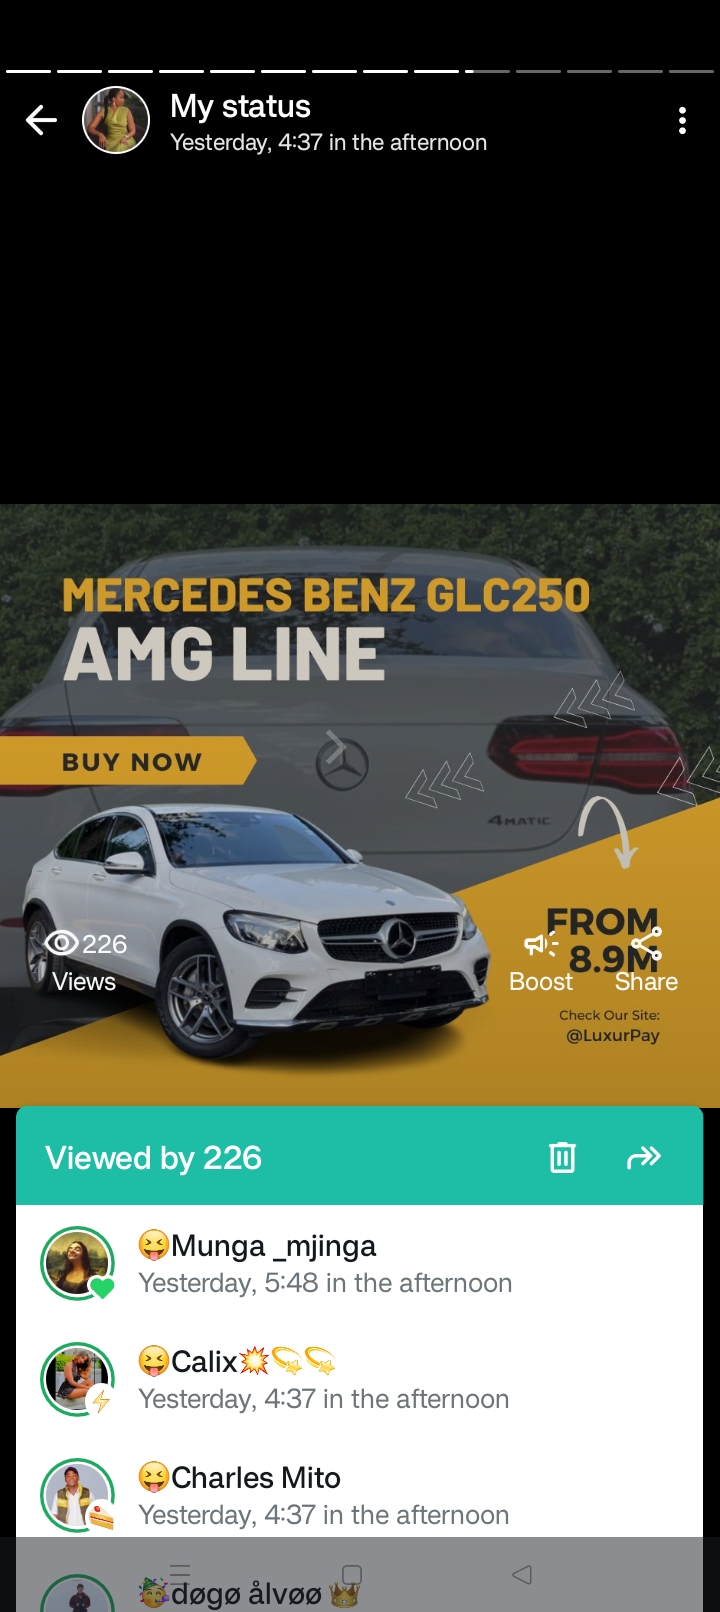 My status
Yesterday, 4:37 in the afternoon
MERCEDES BENZ GLC250
AMG LINE
BUY NOW
4MATIC
FROM
8.9M
226
Views
Boost
Share
Check Our Site:
@LuxurPay
Viewed by 226
😝Munga _mjinga
Yesterday, 5:48 in the afternoon
😝Calix💥💫💫
Yesterday, 4:37 in the afternoon
😝Charles Mito
Yesterday, 4:37 in the afternoon
🥳døgø ålvøø 👑